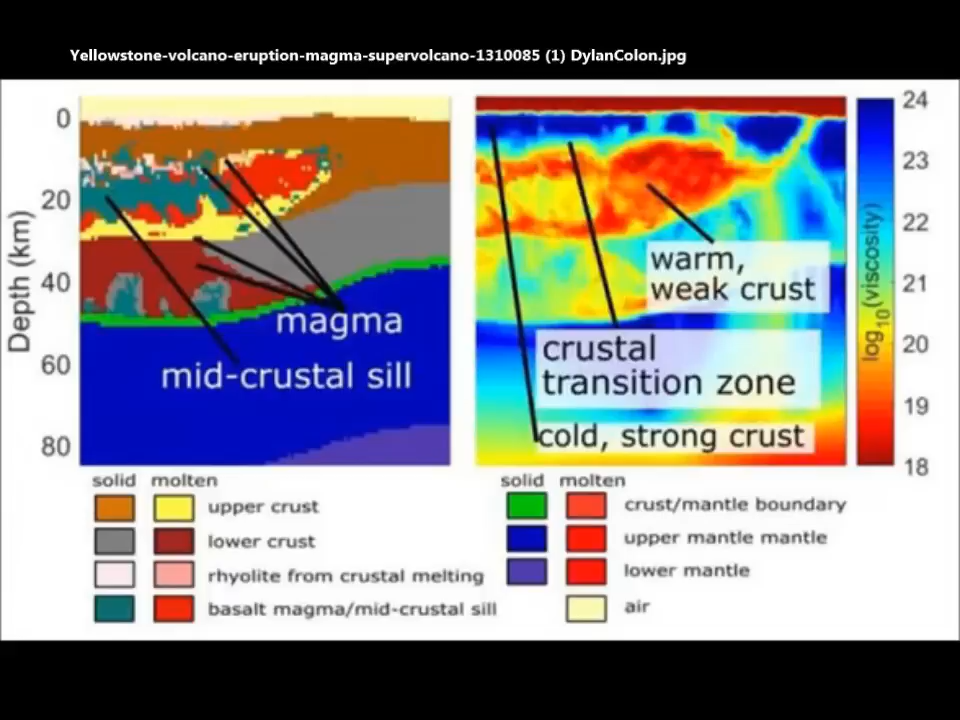 Yellowstone-volcano-eruption-magma-supervolcano-1310085 (1) DylanColon.jpg
Depth (km)
0
20
40
60
80
magma
mid-crustal sill
warm,
weak crust
crustal
transition zone
cold, strong crust
24
23
22
21
20
19
18
log10(viscosity)
solid molten
upper crust
lower crust
rhyolite from crustal melting
basalt magma/mid-crustal sill
solid molten
crust/mantle boundary
upper mantle mantle
lower mantle
air